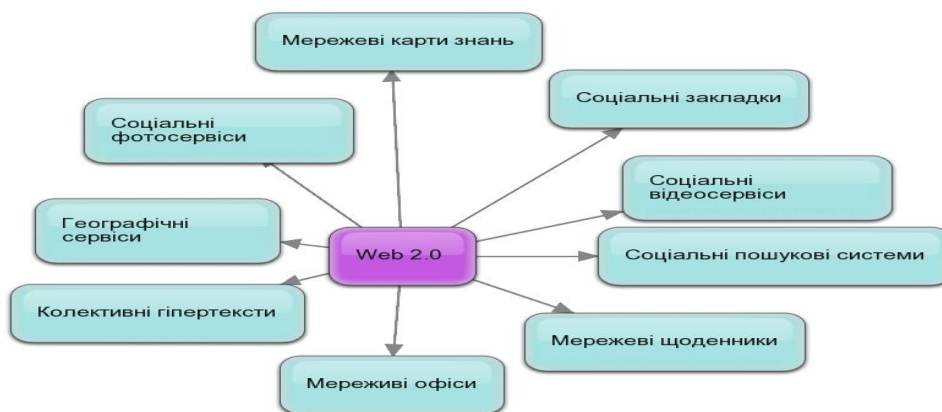 Мережеві карти знань
Соціальні закладки
Соціальні
фотосервіси
Соціальні
відеосервіси
Географічні
сервіси
Web 2.0
Соціальні пошукові системи
Колективні гіпертексти
Мережеві щоденники
Мереживі офіси